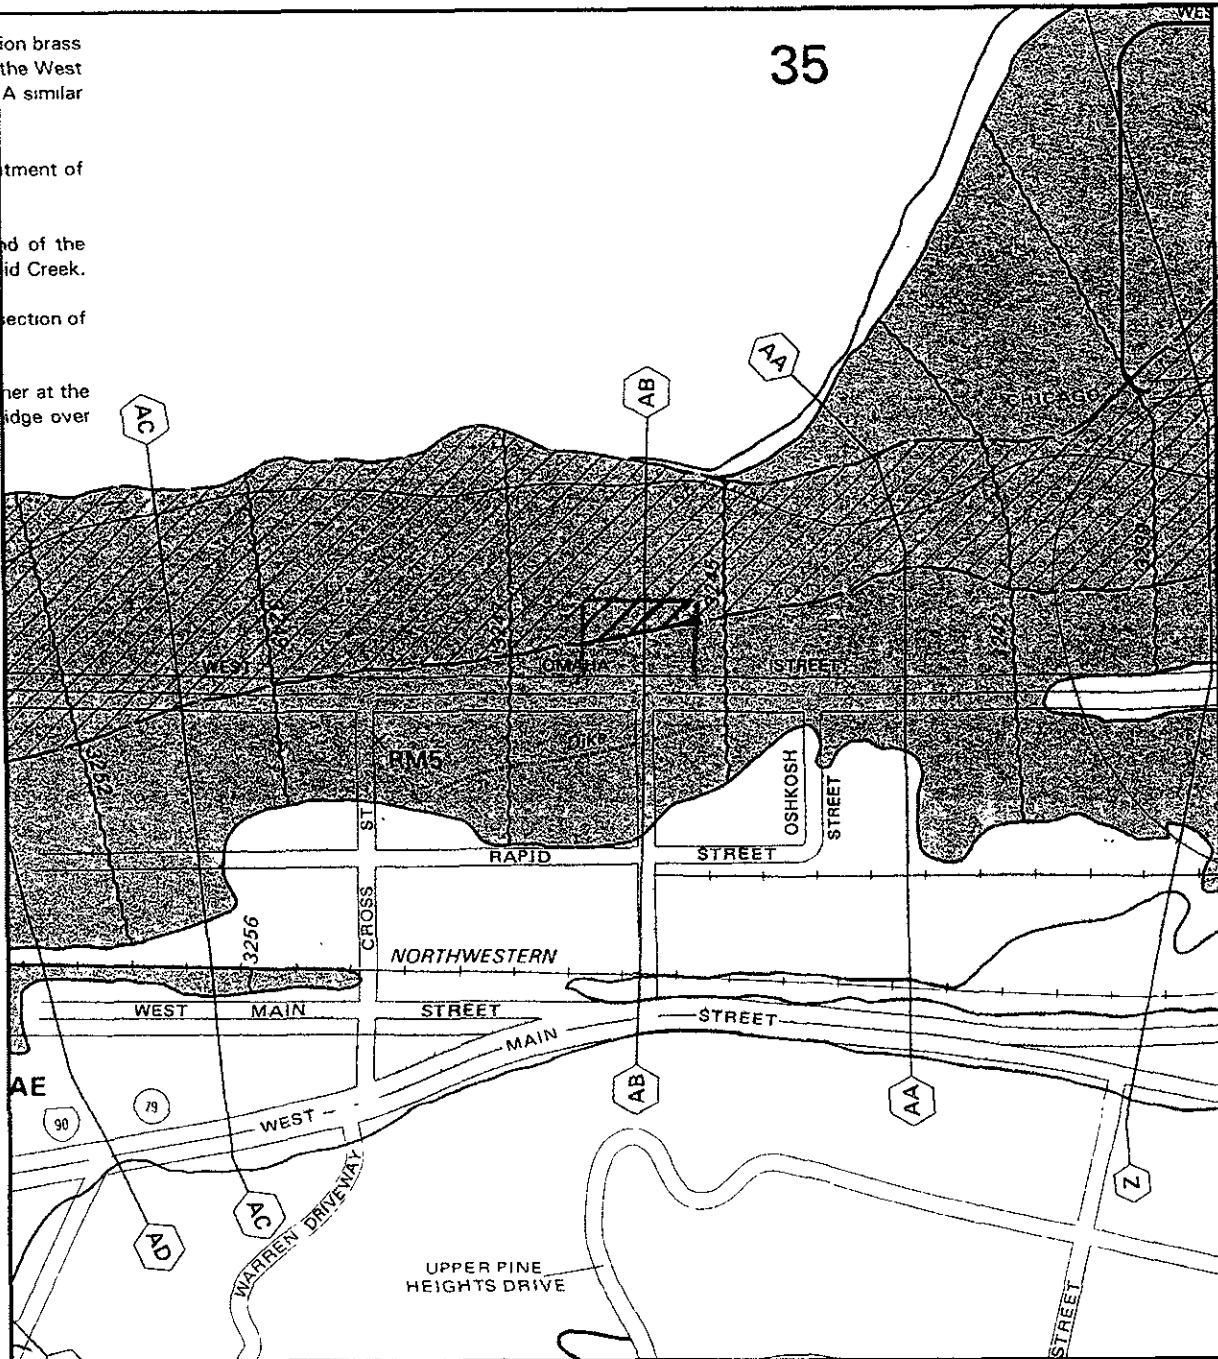 ion brass
the West
A similar
tment of
nd of the
id Creek.
section of
her at the
idge over
35
WES
AC
AB
AA
CHICAGO
WEST
OMAHA
STREET
3252
RM5
DIKE
OSHKOSH
STREET
ST
CROSS
RAPID
STREET
3256
NORTHWESTERN
WEST MAIN STREET
MAIN
STREET
AE
90
79
WEST
AB
AA
Z
AC
AD
WARREN DRIVEWAY
UPPER PINE
HEIGHTS DRIVE
STREET